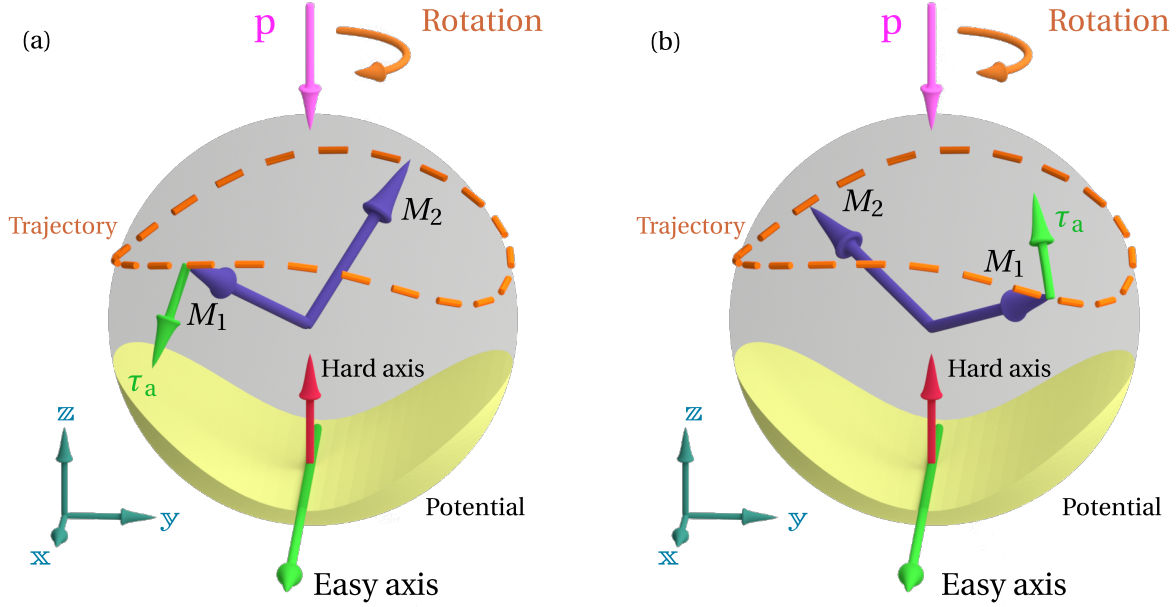 (a)
p
Rotation
Trajectory
M2
M1
τa
Hard axis
z
y
x
Potential
Easy axis
(b)
p
Rotation
Trajectory
M2
τa
M1
Hard axis
z
y
x
Potential
Easy axis